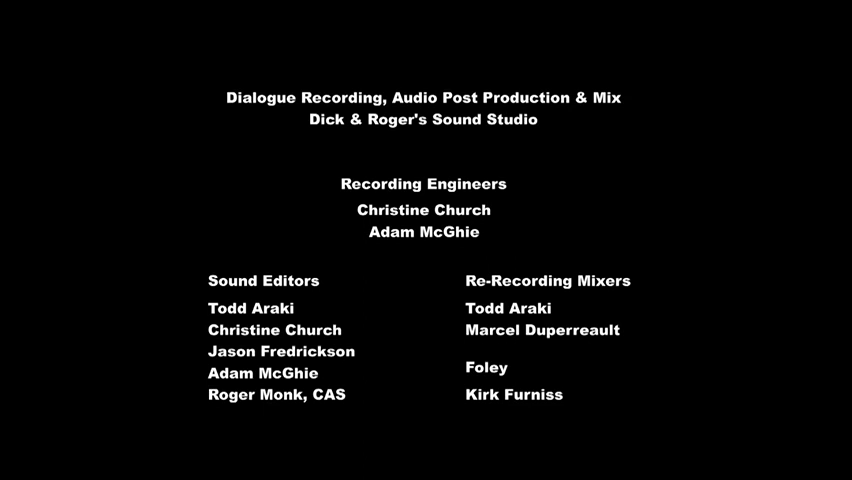 Dialogue Recording, Audio Post Production & Mix
Dick & Roger's Sound Studio
Recording Engineers
Christine Church
Adam McGhie
Sound Editors
Todd Araki
Christine Church
Jason Fredrickson
Adam McGhie
Roger Monk, CAS
Re-Recording Mixers
Todd Araki
Marcel Duperreault
Foley
Kirk Furniss